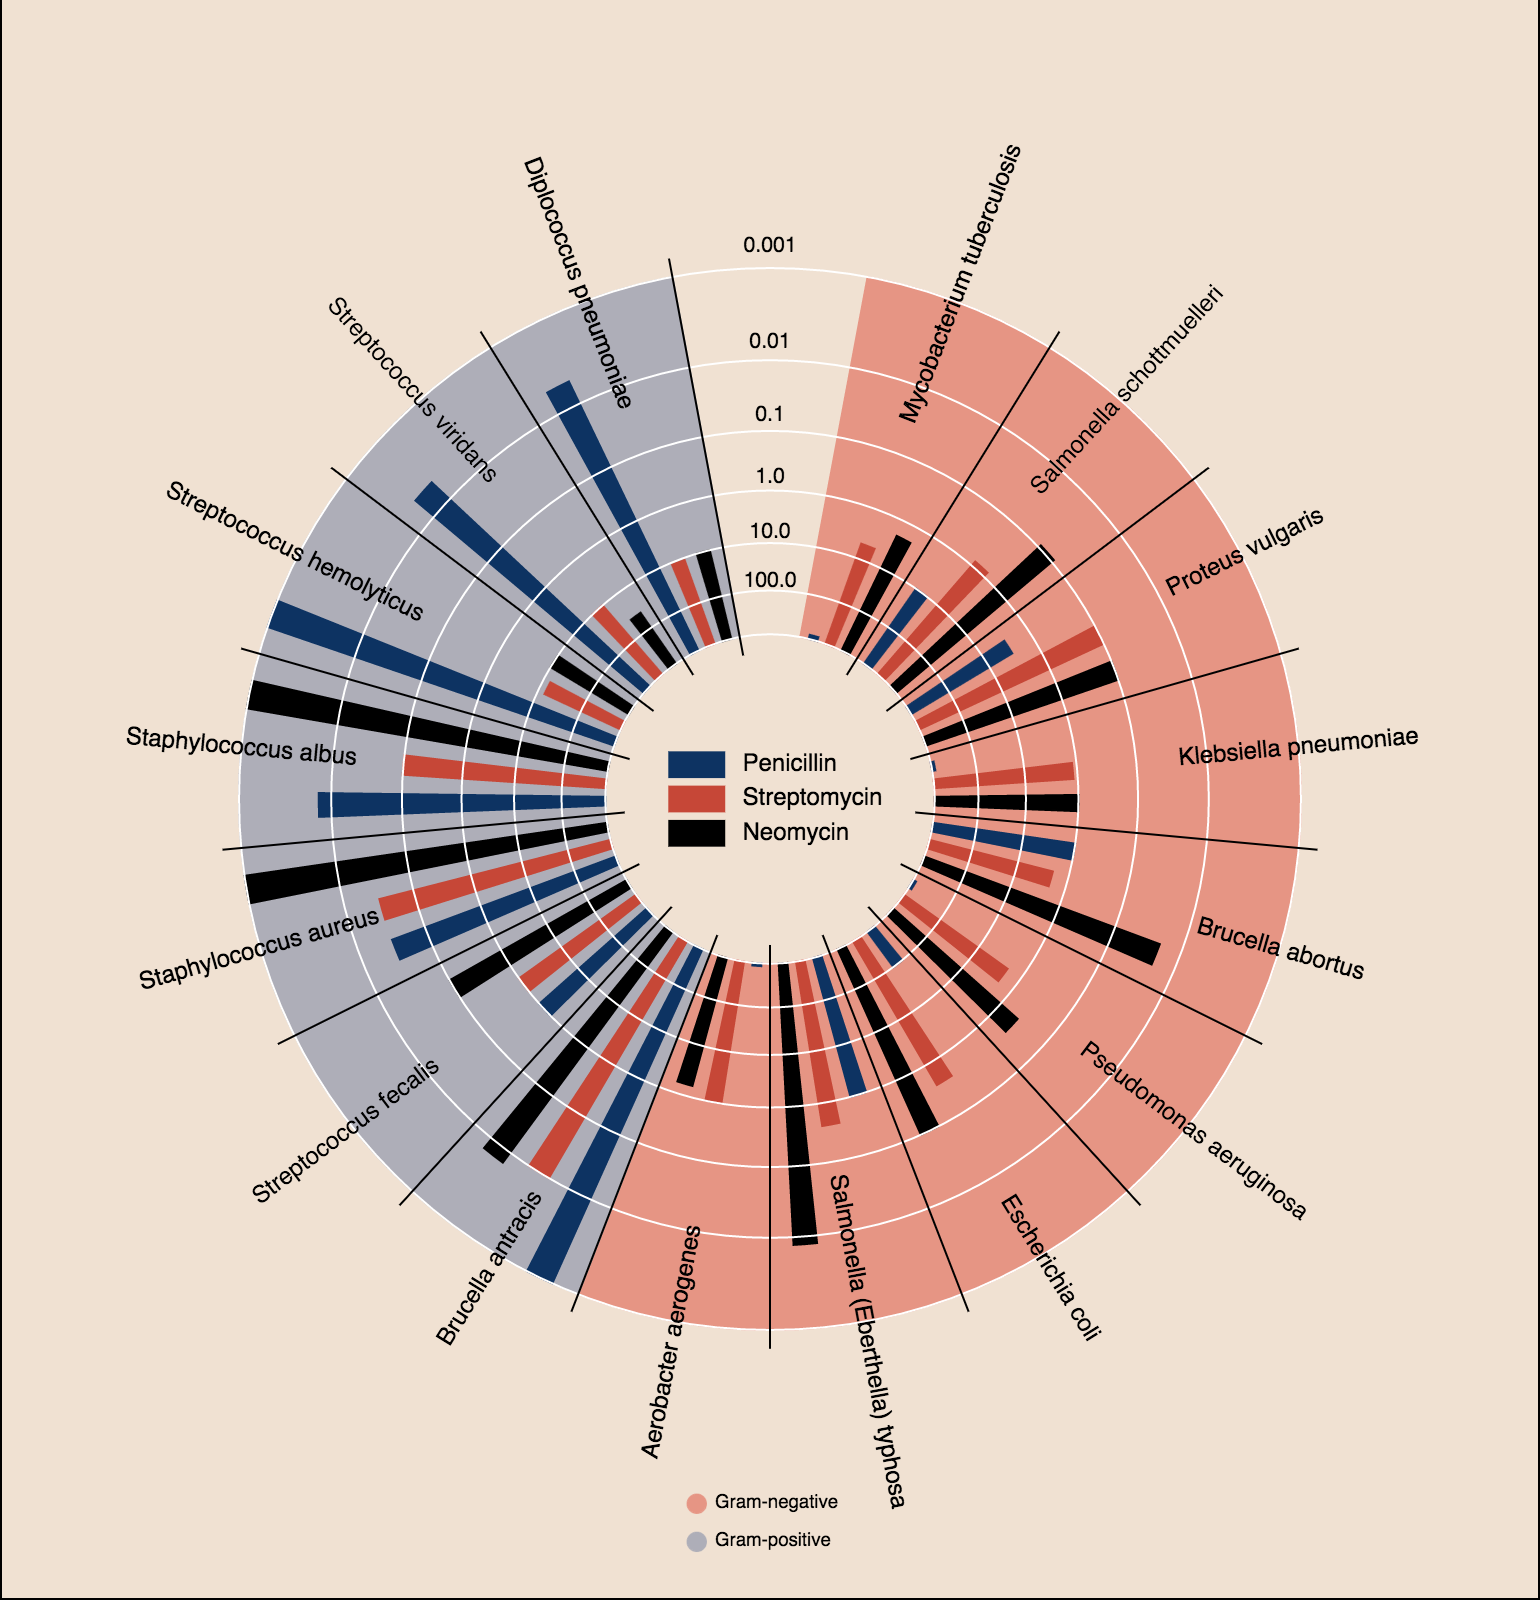 0.001
0.01
0.1
1.0
10.0
100.0
Mycobacterium tuberculosis
Salmonella schottmuelleri
Proteus vulgaris
Klebsiella pneumoniae
Brucella abortus
Pseudomonas aeruginosa
Escherichia coli
Salmonella (Eberthella) typhosa
Aerobacter aerogenes
Brucella antracis
Streptococcus fecalis
Staphylococcus aureus
Staphylococcus albus
Streptococcus hemolyticus
Streptococcus viridans
Diplococcus pneumoniae
Penicillin
Streptomycin
Neomycin
Gram-negative
Gram-positive